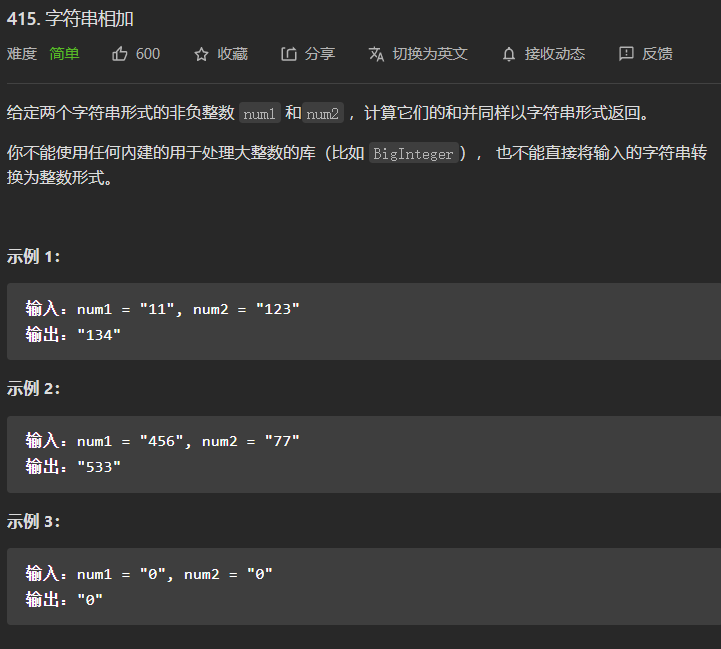 415. 字符串相加
难度 简单 600 收藏 分享 切换为英文 接收动态 反馈
给定两个字符串形式的非负整数 num1 和 num2 ，计算它们的和并同样以字符串形式返回。
你不能使用任何内建的用于处理大整数的库（比如 BigInteger）， 也不能直接将输入的字符串转
换为整数形式。
示例 1：
输入：num1 = "11", num2 = "123"
输出："134"
示例 2：
输入：num1 = "456", num2 = "77"
输出："533"
示例 3：
输入：num1 = "0", num2 = "0"
输出："0"